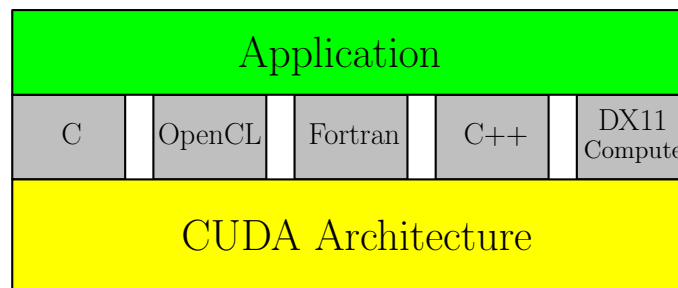 Application
C
OpenCL
Fortran
C++
DX11
Compute
CUDA Architecture